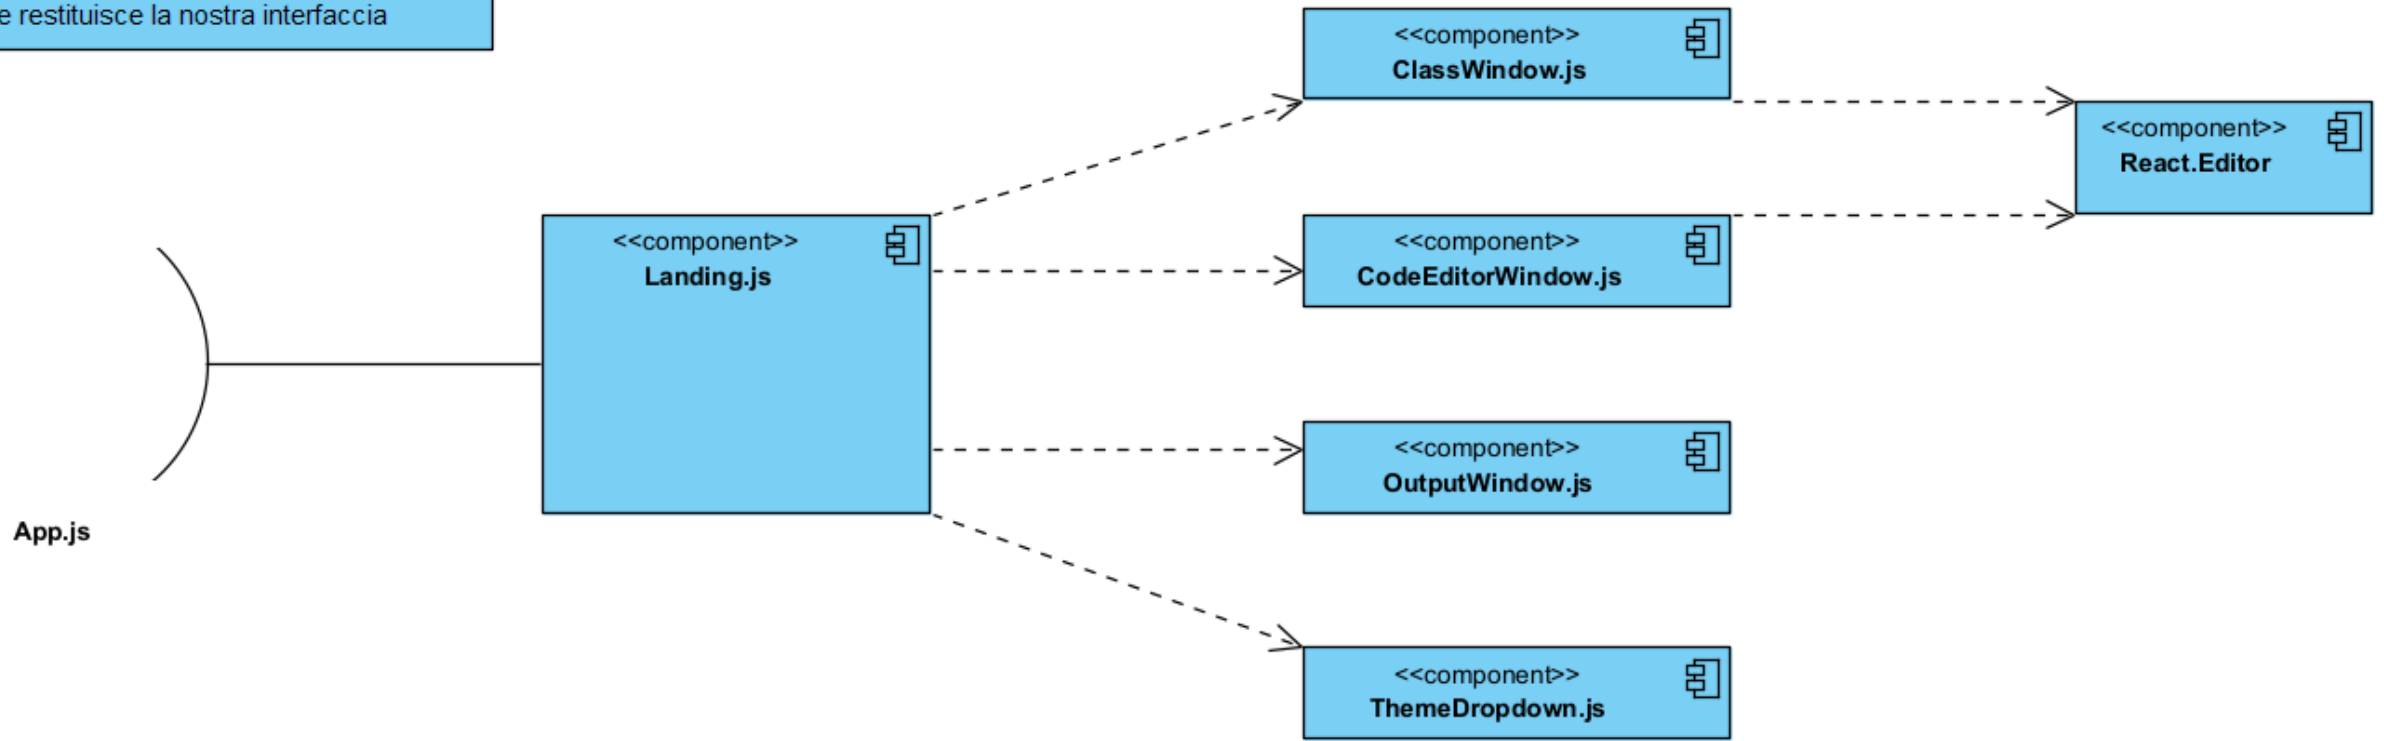 e restituisce la nostra interfaccia
<<component>>
ClassWindow.js
<<component>>
React.Editor
<<component>>
Landing.js
<<component>>
CodeEditorWindow.js
<<component>>
OutputWindow.js
App.js
<<component>>
ThemeDropdown.js